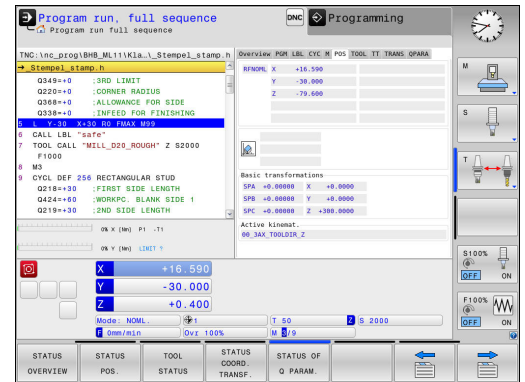 Program run, full sequence
Program run full sequence
DNC
Programming
TNC:\nc_prog\BHB_ML11\Kla…\_Stempel_stamp.h
→_Stempel_stamp.h
Q349=+0 ;3RD LIMIT
Q220=+0 ;CORNER RADIUS
Q368=+0 ;ALLOWANCE FOR SIDE
Q338=+0 ;INFEED FOR FINISHING
5 L Y-30 X+30 R0 FMAX M99
6 CALL LBL "safe"
7 TOOL CALL "MILL_D20_ROUGH" Z S2000
F1000
8 M3
9 CYCL DEF 256 RECTANGULAR STUD
Q218=+30 ;FIRST SIDE LENGTH
Q424=+60 ;WORKPC. BLANK SIDE 1
Q219=+30 ;2ND SIDE LENGTH
0% X [Nm] P1 -T1
0% Y [Nm] LIMIT 1
Overview PGM LBL CYC M POS TOOL TT TRANS QPARA
RFNOML X +16.590
Y -30.000
Z -79.600
Basic transformations
SPA +0.00000 X +0.0000
SPB +0.00000 Y +0.0000
SPC +0.00000 Z +300.0000
Active kinemat.
00_3AX_TOOLDIR_Z
X +16.590
Y -30.000
Z +0.400
Mode: NOML. 1 T 50 Z S 2000
F 0mm/min Ovr 100% M 3/9
M
S
T
S100%
OFF ON
F100%
OFF ON
STATUS OVERVIEW
STATUS POS.
TOOL STATUS
STATUS COORD. TRANSF.
STATUS OF Q PARAM.